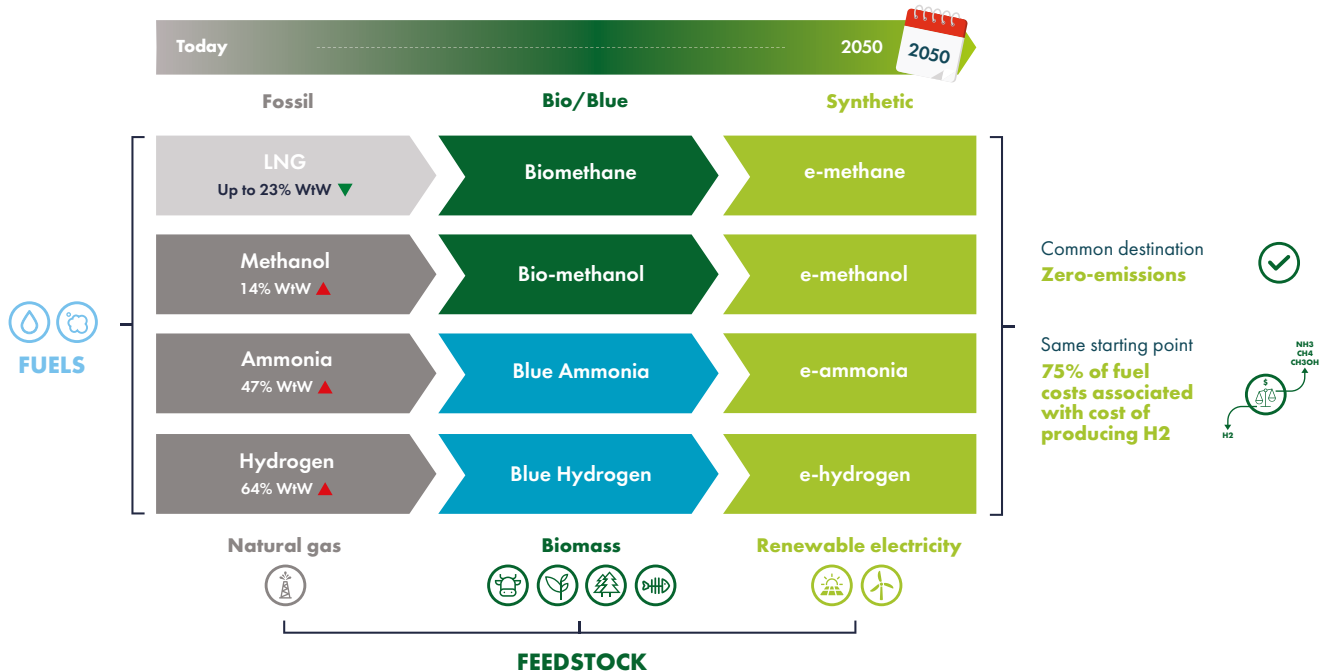 Today
2050
2050
Fossil
Bio/Blue
Synthetic
LNG
Up to 23% WtW
Biomethane
e-methane
Methanol
14% WtW
Bio-methanol
e-methanol
Ammonia
47% WtW
Blue Ammonia
e-ammonia
Hydrogen
64% WtW
Blue Hydrogen
e-hydrogen
FUELS
Common destination
Zero-emissions
Same starting point
75% of fuel
costs associated
with cost of
producing H2
NH3
CH4
CH3OH
$
H2
Natural gas
Biomass
Renewable electricity
FEEDSTOCK